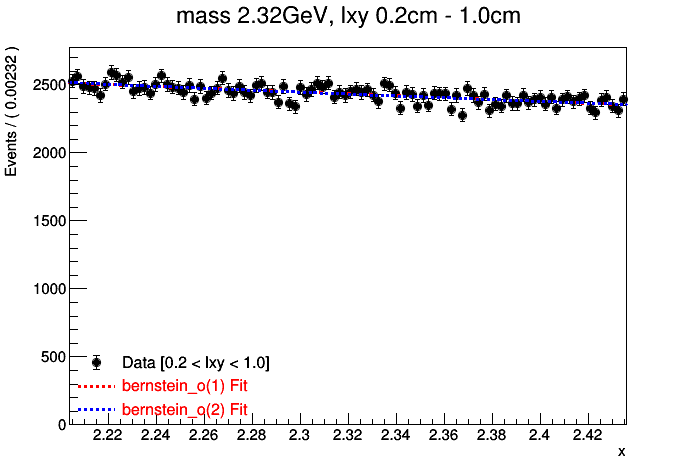 mass 2.32GeV, lxy 0.2cm - 1.0cm
Events / ( 0.00232 )
2500
2000
1500
1000
500
0
Data [0.2 < lxy < 1.0]
bernstein_o(1) Fit
bernstein_o(2) Fit
2.22 2.24 2.26 2.28 2.3 2.32 2.34 2.36 2.38 2.4 2.42
x